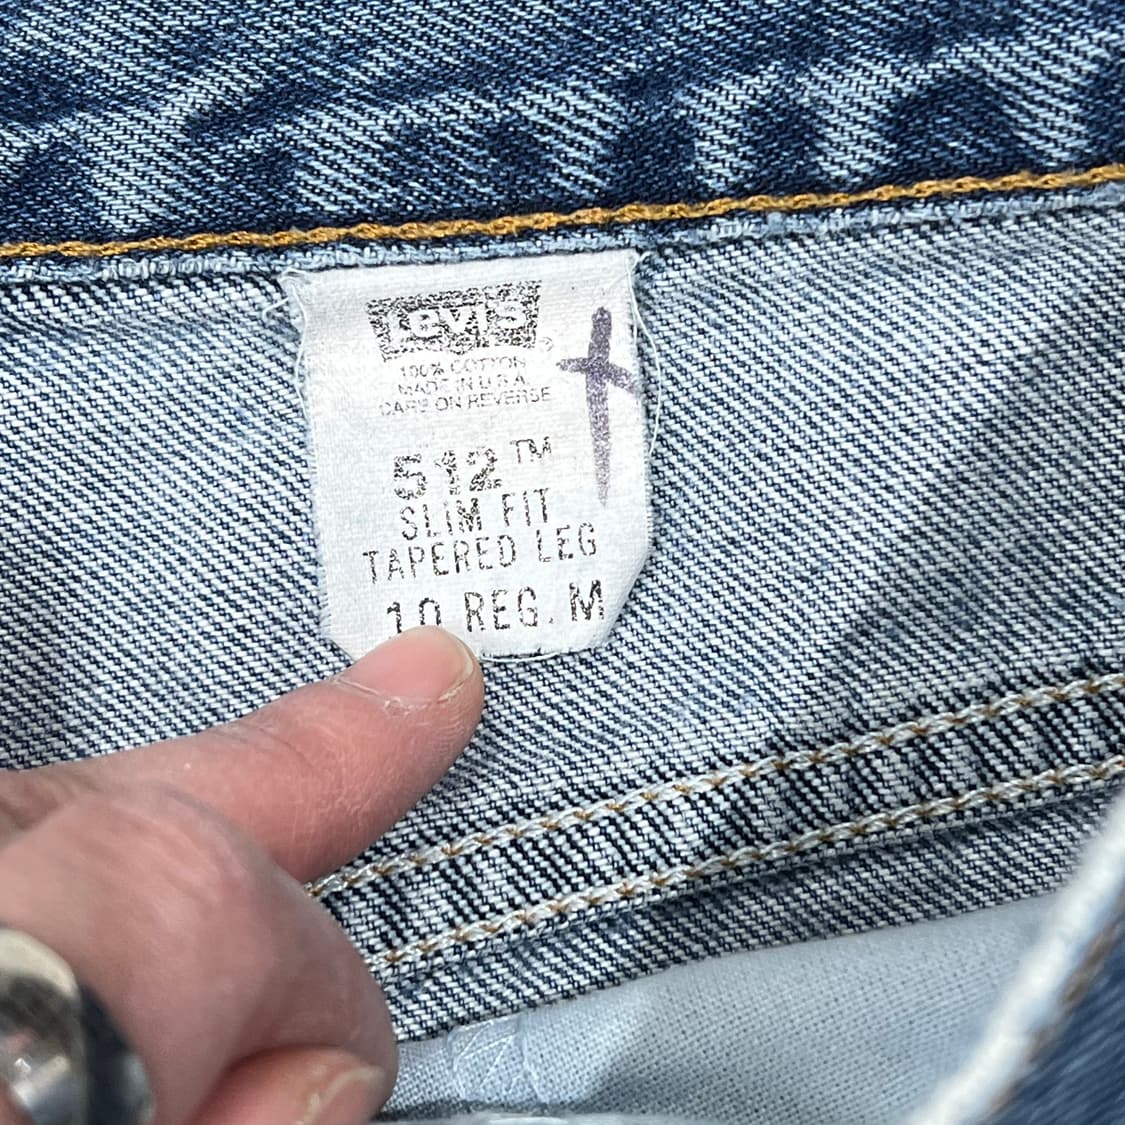 Levi's
®
100% COTTON
MADE IN U.S.A.
CARE ON REVERSE
512™
SLIM FIT
TAPERED LEG
10 REG. M